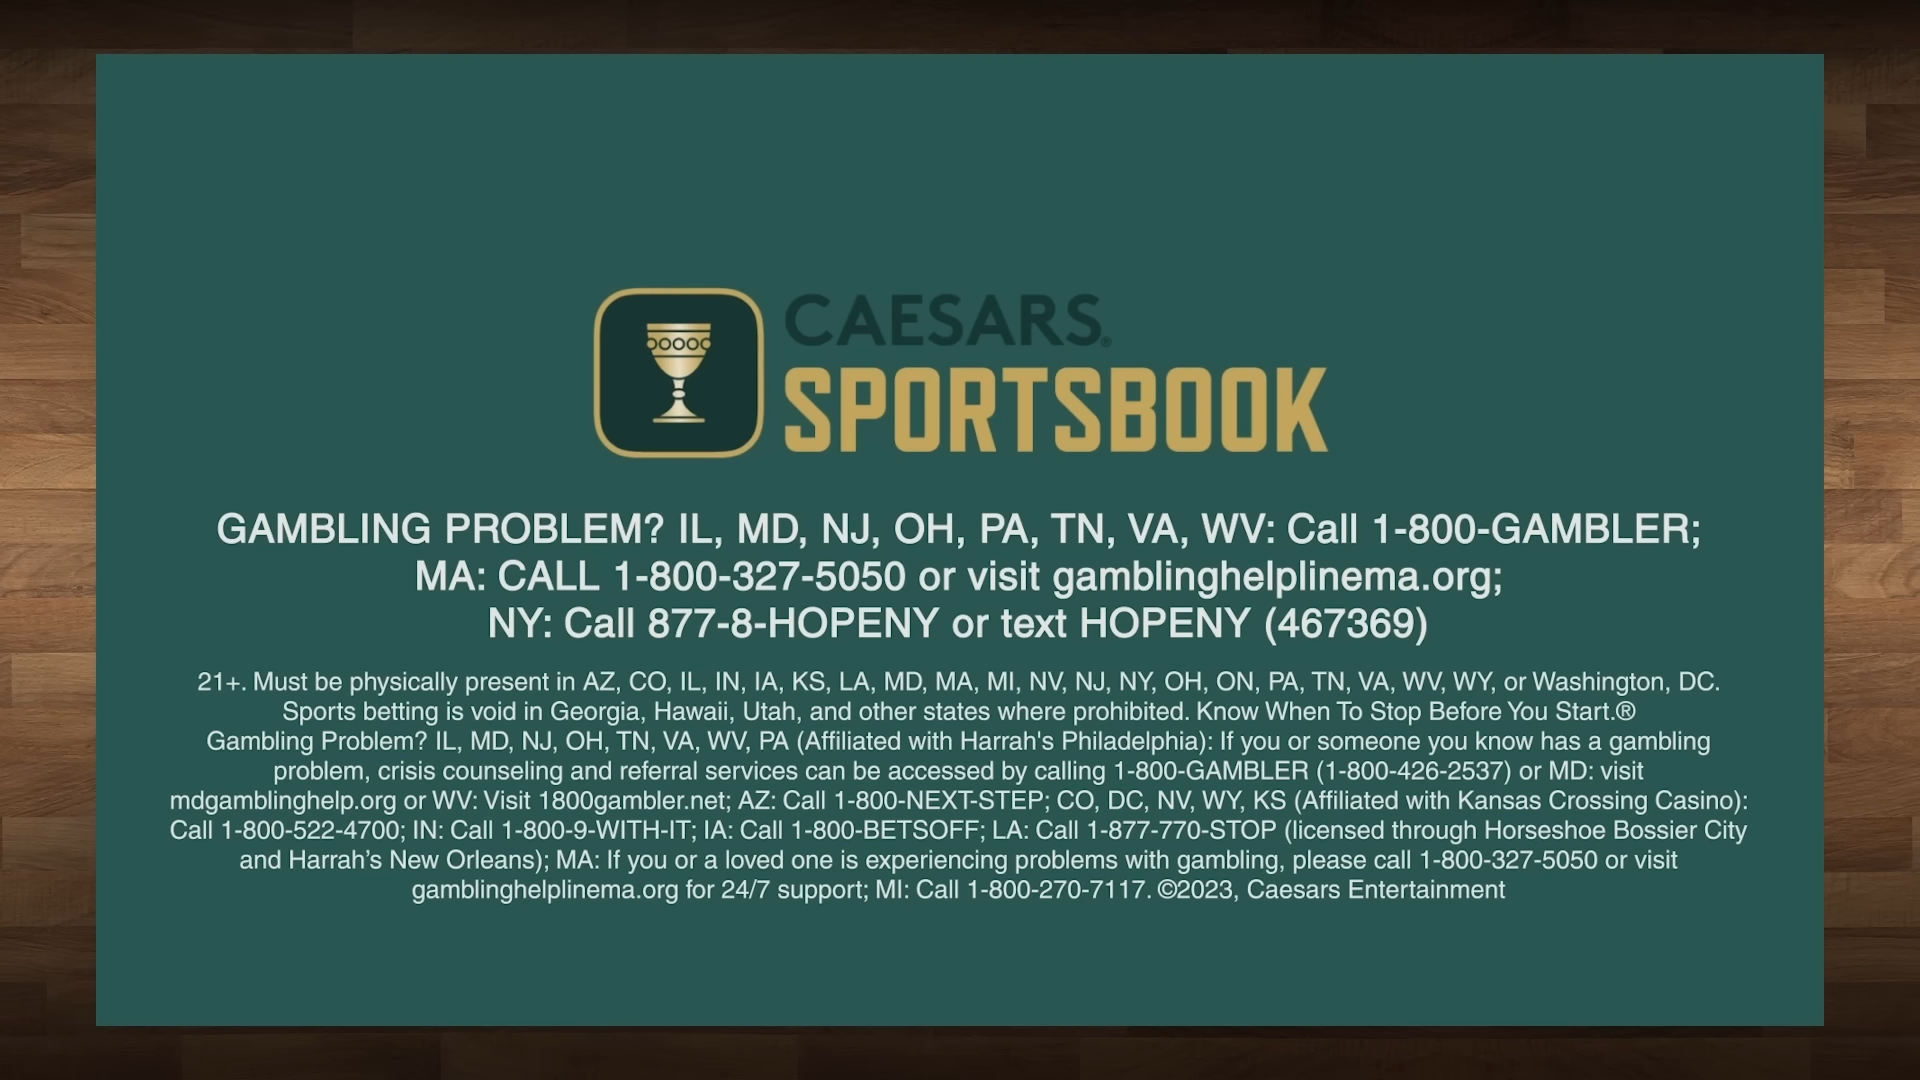 CAESARS®
SPORTSBOOK
GAMBLING PROBLEM? IL, MD, NJ, OH, PA, TN, VA, WV: Call 1-800-GAMBLER;
MA: CALL 1-800-327-5050 or visit gamblinghelplinema.org;
NY: Call 877-8-HOPENY or text HOPENY (467369)
21+. Must be physically present in AZ, CO, IL, IN, IA, KS, LA, MD, MA, MI, NV, NJ, NY, OH, ON, PA, TN, VA, WV, WY, or Washington, DC.
Sports betting is void in Georgia, Hawaii, Utah, and other states where prohibited. Know When To Stop Before You Start.®
Gambling Problem? IL, MD, NJ, OH, TN, VA, WV, PA (Affiliated with Harrah's Philadelphia): If you or someone you know has a gambling
problem, crisis counseling and referral services can be accessed by calling 1-800-GAMBLER (1-800-426-2537) or MD: visit
mdgamblinghelp.org or WV: Visit 1800gambler.net; AZ: Call 1-800-NEXT-STEP; CO, DC, NV, WY, KS (Affiliated with Kansas Crossing Casino):
Call 1-800-522-4700; IN: Call 1-800-9-WITH-IT; IA: Call 1-800-BETSOFF; LA: Call 1-877-770-STOP (licensed through Horseshoe Bossier City
and Harrah’s New Orleans); MA: If you or a loved one is experiencing problems with gambling, please call 1-800-327-5050 or visit
gamblinghelplinema.org for 24/7 support; MI: Call 1-800-270-7117. ©2023, Caesars Entertainment